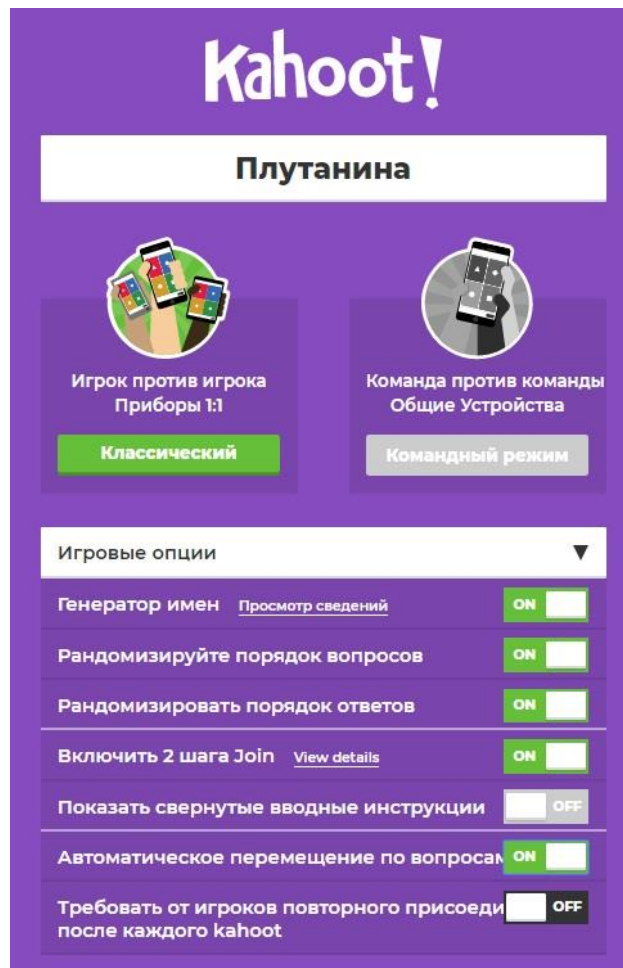 Kahoot!
Плутанина
Игрок против игрока
Приборы 1:1
Классический
Команда против команды
Общие Устройства
Командный режим
Игровые опции ▼
Генератор имен Просмотр сведений ON
Рандомизируйте порядок вопросов ON
Рандомизировать порядок ответов ON
Включить 2 шага Join View details ON
Показать свернутые вводные инструкции OFF
Автоматическое перемещение по вопросам ON
Требовать от игроков повторного присоеди OFF
после каждого kahoot